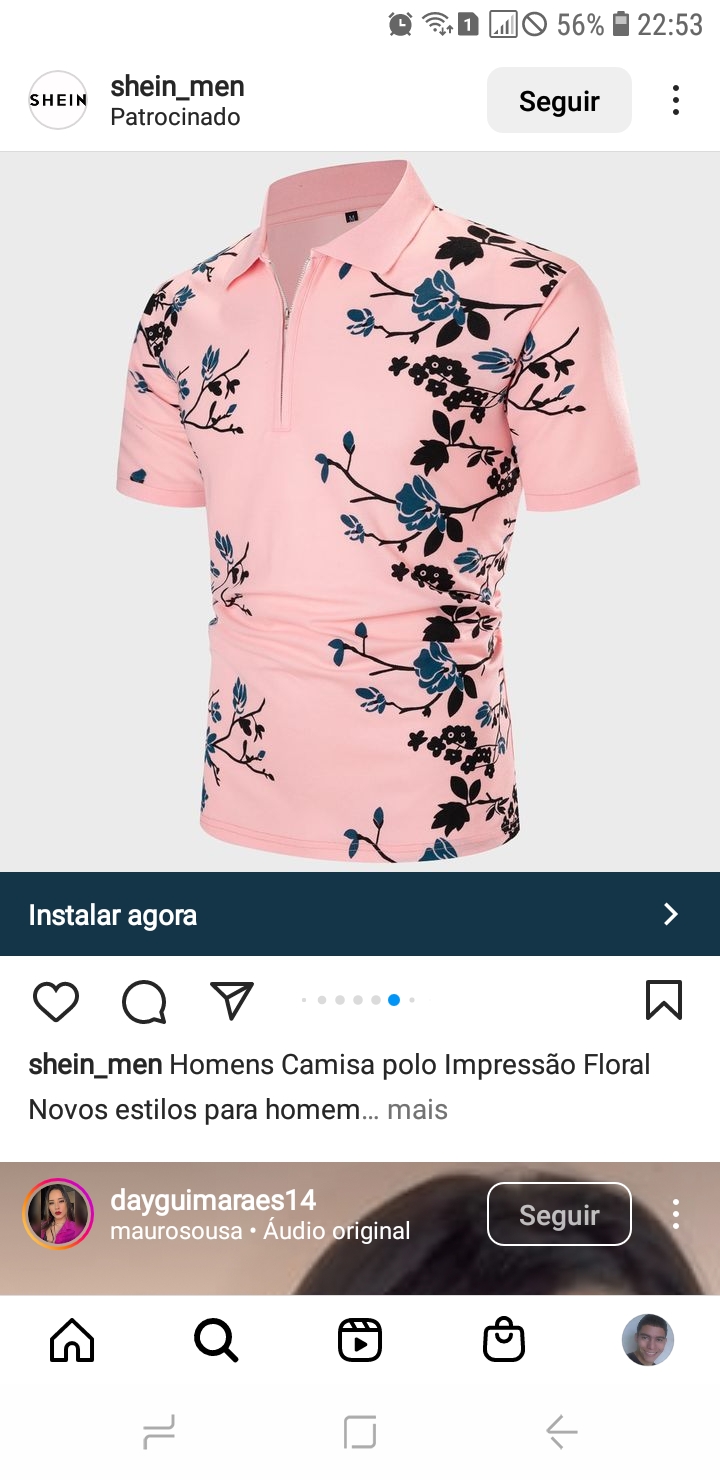 1 56% 22:53
SHEIN
shein_men
Patrocinado
Seguir
M
Instalar agora
shein_men Homens Camisa polo Impressão Floral
Novos estilos para homem... mais
dayguimaraes14
maurosousa • Áudio original
Seguir